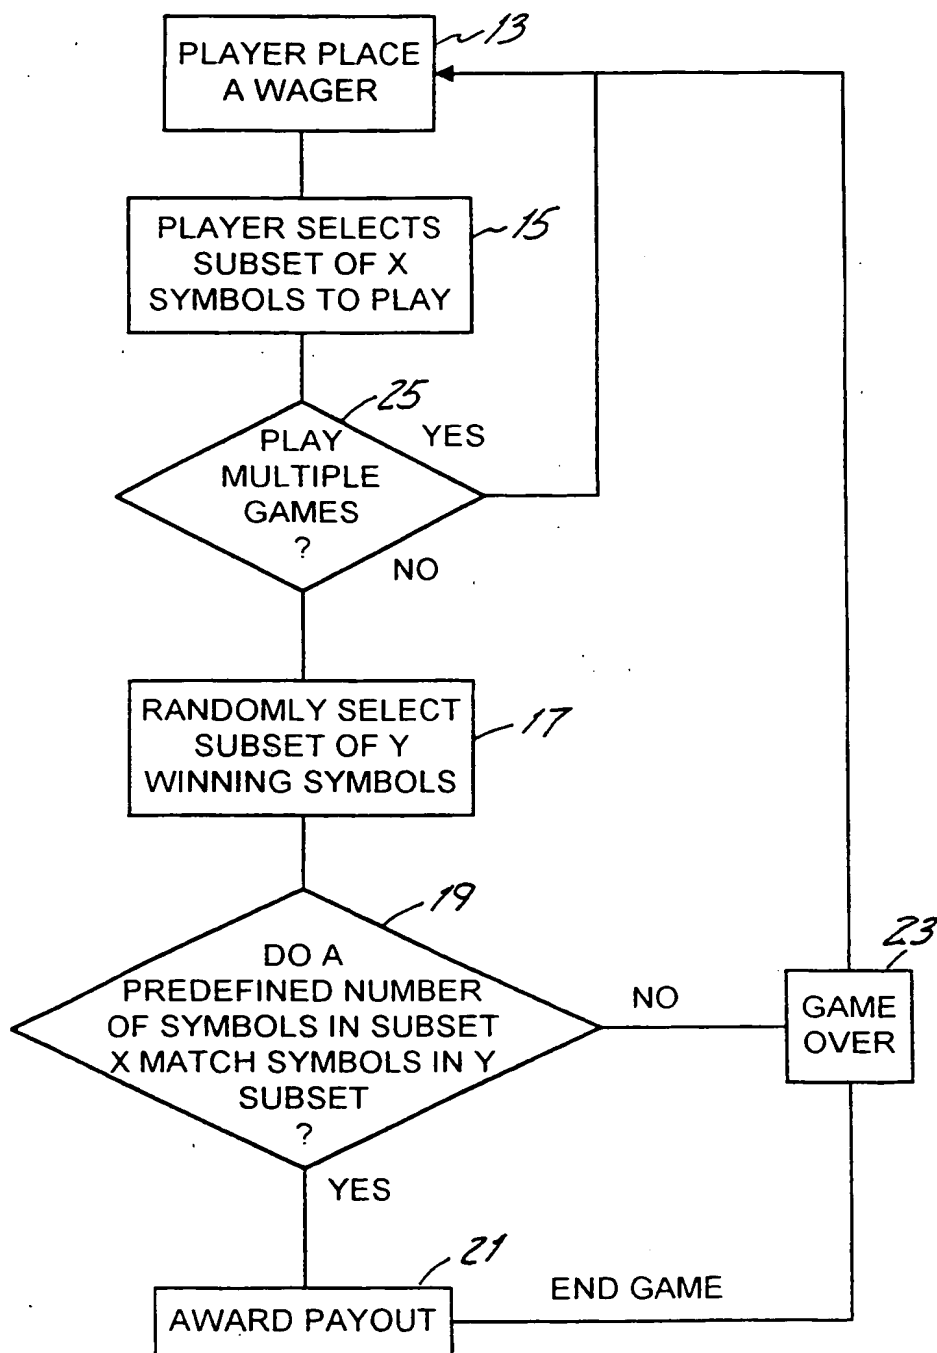 13
PLAYER PLACE
A WAGER
15
PLAYER SELECTS
SUBSET OF X
SYMBOLS TO PLAY
25
PLAY
MULTIPLE
GAMES
?
YES
NO
17
RANDOMLY SELECT
SUBSET OF Y
WINNING SYMBOLS
19
DO A
PREDEFINED NUMBER
OF SYMBOLS IN SUBSET
X MATCH SYMBOLS IN Y
SUBSET
?
NO
23
GAME
OVER
YES
21
AWARD PAYOUT
END GAME